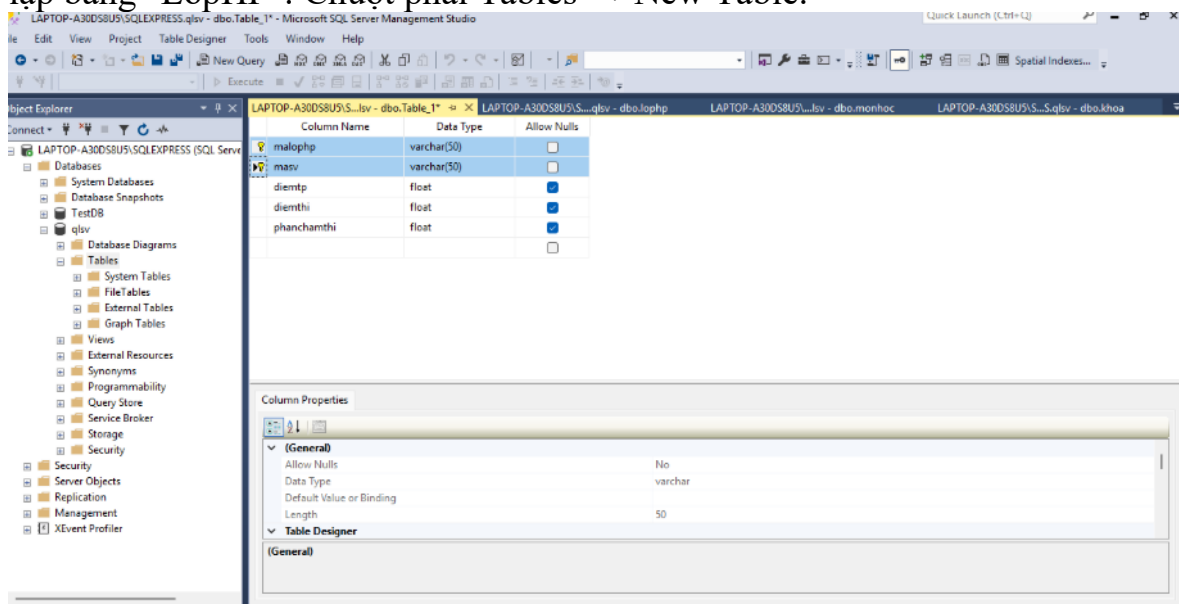 lập bảng "LopHP": Chuột phải Tables -> New Table.
LAPTOP-A30DS8U5\SQLEXPRESS.qlsv - dbo.Table_1* - Microsoft SQL Server Management Studio
Quick Launch (Ctrl+Q)
ile Edit View Project Table Designer Tools Window Help
New Query
Spatial Indexes...
Execute
bject Explorer
LAPTOP-A30DS8U5\S...lsv - dbo.Table_1* LAPTOP-A30DS8U5\S....qlsv - dbo.lophp LAPTOP-A30DS8U5\...lsv - dbo.monhoc LAPTOP-A30DS8U5\S...S.qlsv - dbo.khoa
Connect
LAPTOP-A30DS8U5\SQLEXPRESS (SQL Serve
Databases
System Databases
Database Snapshots
TestDB
qlsv
Database Diagrams
Tables
System Tables
FileTables
External Tables
Graph Tables
Views
External Resources
Synonyms
Programmability
Query Store
Service Broker
Storage
Security
Security
Server Objects
Replication
Management
XEvent Profiler
Column Name Data Type Allow Nulls
malophp varchar(50)
masv varchar(50)
diemtp float
diemthi float
phanchamthi float
Column Properties
(General)
Allow Nulls No
Data Type varchar
Default Value or Binding
Length 50
Table Designer
(General)